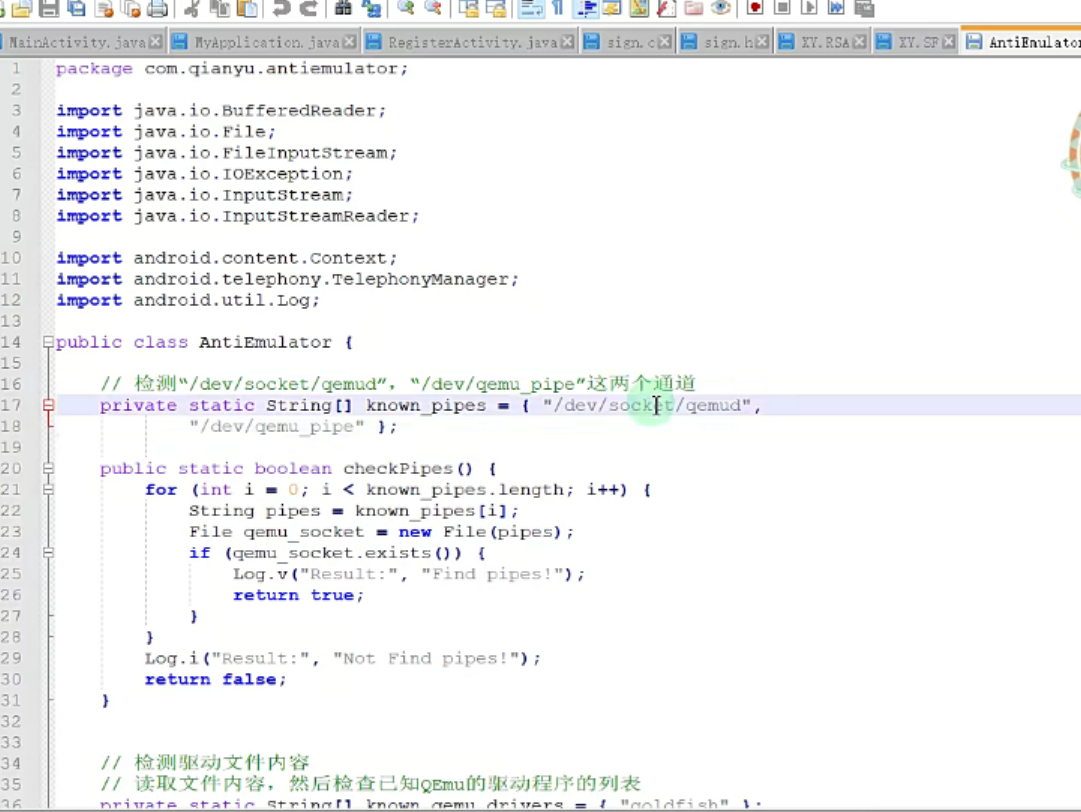 MainActivity.java MyApplication.java RegisterActivity.java sign.c sign.h XY.RSA XY.SF AntiEmulator
1 package com.qianyu.antiemulator;
2
3 import java.io.BufferedReader;
4 import java.io.File;
5 import java.io.FileInputStream;
6 import java.io.IOException;
7 import java.io.InputStream;
8 import java.io.InputStreamReader;
9
10 import android.content.Context;
11 import android.telephony.TelephonyManager;
12 import android.util.Log;
13
14 public class AntiEmulator {
15
16 // 检测“/dev/socket/qemud”，“/dev/qemu_pipe”这两个通道
17 private static String[] known_pipes = { "/dev/socket/qemud",
18 "/dev/qemu_pipe" };
19
20 public static boolean checkPipes() {
21 for (int i = 0; i < known_pipes.length; i++) {
22 String pipes = known_pipes[i];
23 File qemu_socket = new File(pipes);
24 if (qemu_socket.exists()) {
25 Log.v("Result:", "Find pipes!");
26 return true;
27 }
28 }
29 Log.i("Result:", "Not Find pipes!");
30 return false;
31 }
32
33
34 // 检测驱动文件内容
35 // 读取文件内容，然后检查已知QEmu的驱动程序的列表
36 private static String[] known_qemu_drivers = { "goldfish" };